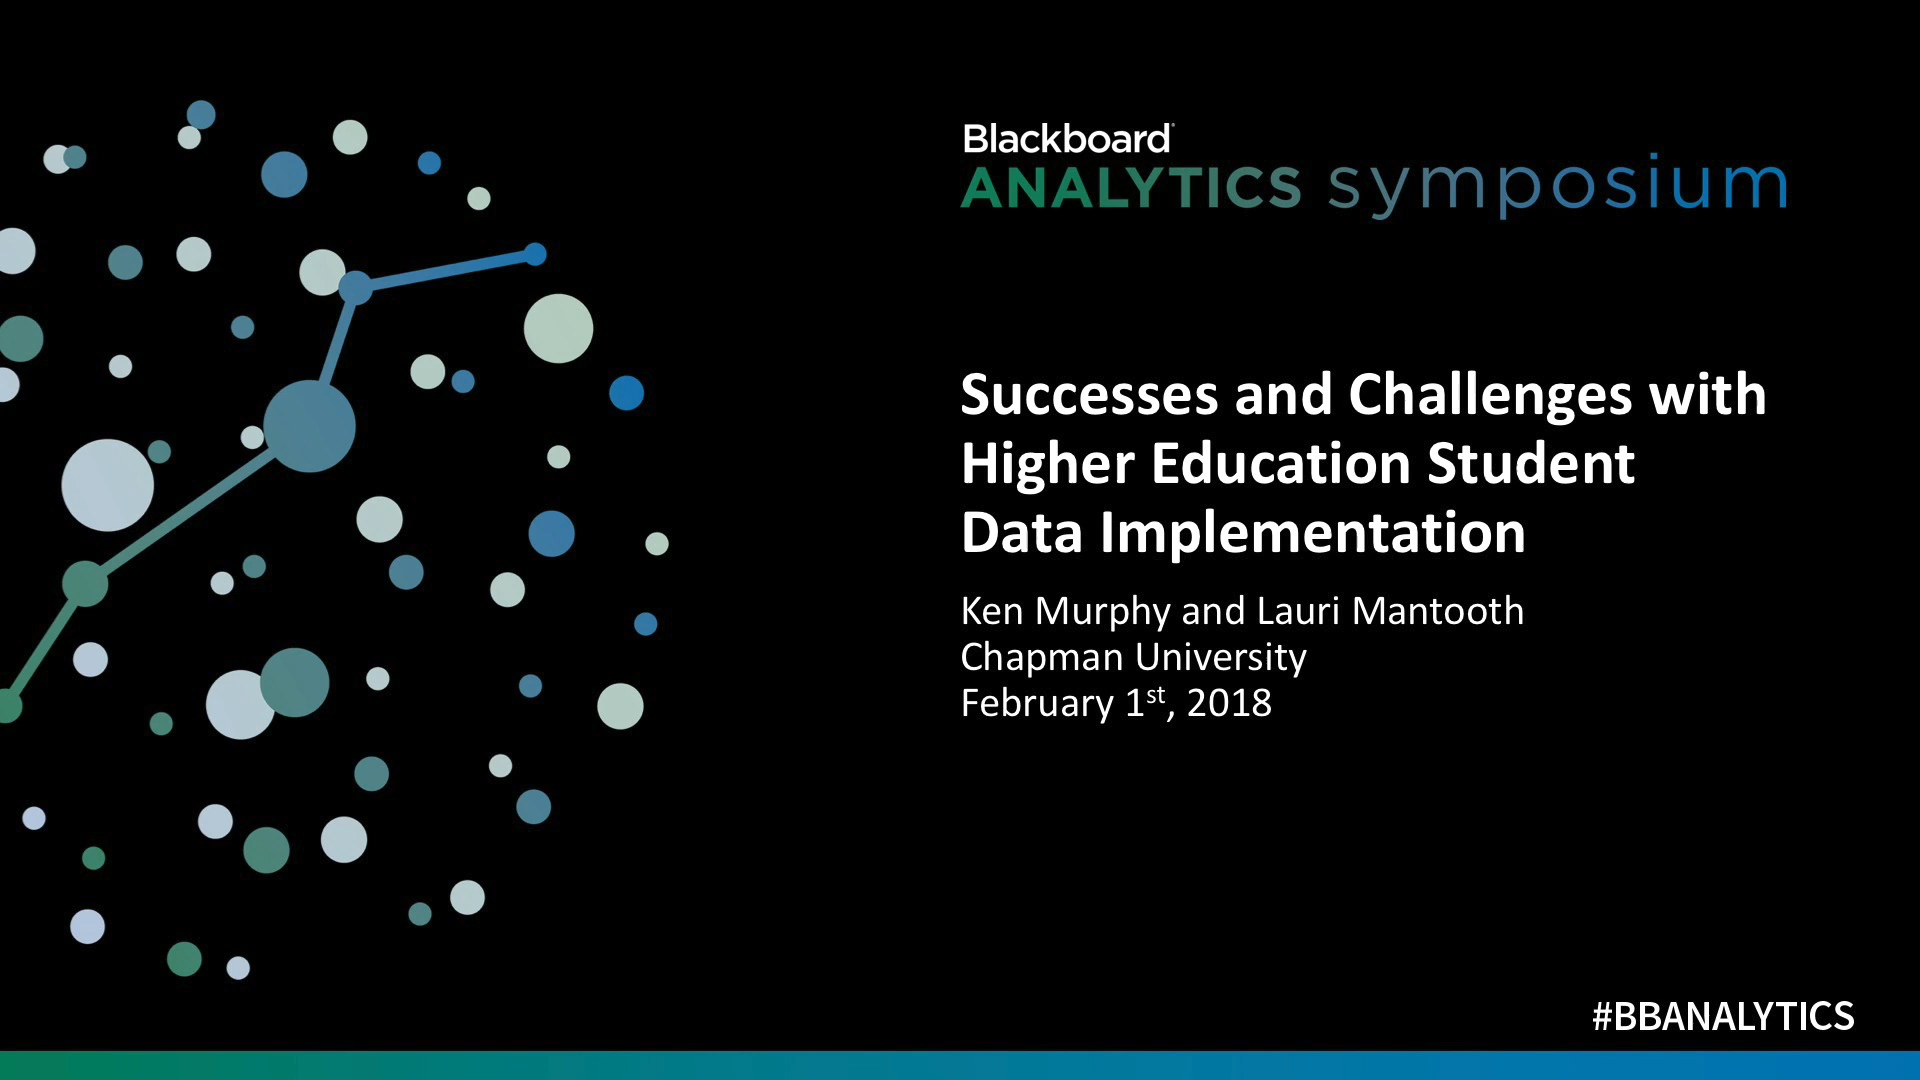 Blackboard
ANALYTICS symposium
Successes and Challenges with
Higher Education Student
Data Implementation
Ken Murphy and Lauri Mantooth
Chapman University
February 1st, 2018
#BBANALYTICS